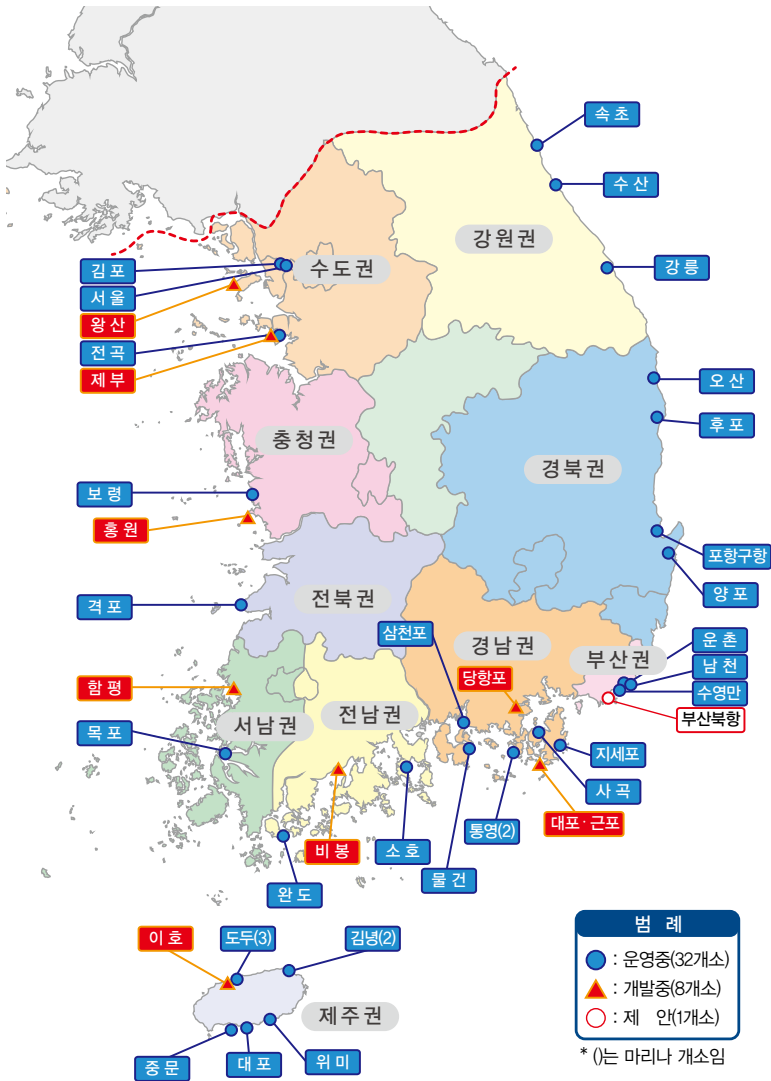 속초
수산
강원권
강릉
수도권
김포
서울
왕산
전곡
제부
오산
후포
충청권
경북권
보령
홍원
포항구항
양포
격포
전북권
삼천포
경남권
부산권
운촌
남천
수영만
부산북항
당항포
함평
서남권
전남권
목포
지세포
사곡
대포·근포
통영(2)
비봉
소호
물건
완도
이호
도두(3)
김녕(2)
제주권
중문
대포
위미
범례
: 운영중(32개소)
: 개발중(8개소)
: 제 안(1개소)
* ()는 마리나 개소임